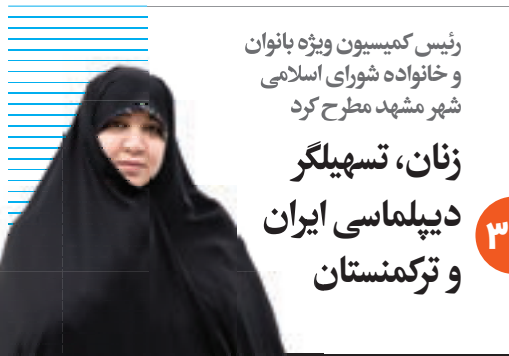 رئیس کمیسیون ویژه بانوان
و خانواده شورای اسلامی
شهر مشهد مطرح کرد
زنان، تسهیلگر
دیپلماسی ایران
و ترکمنستان
۳